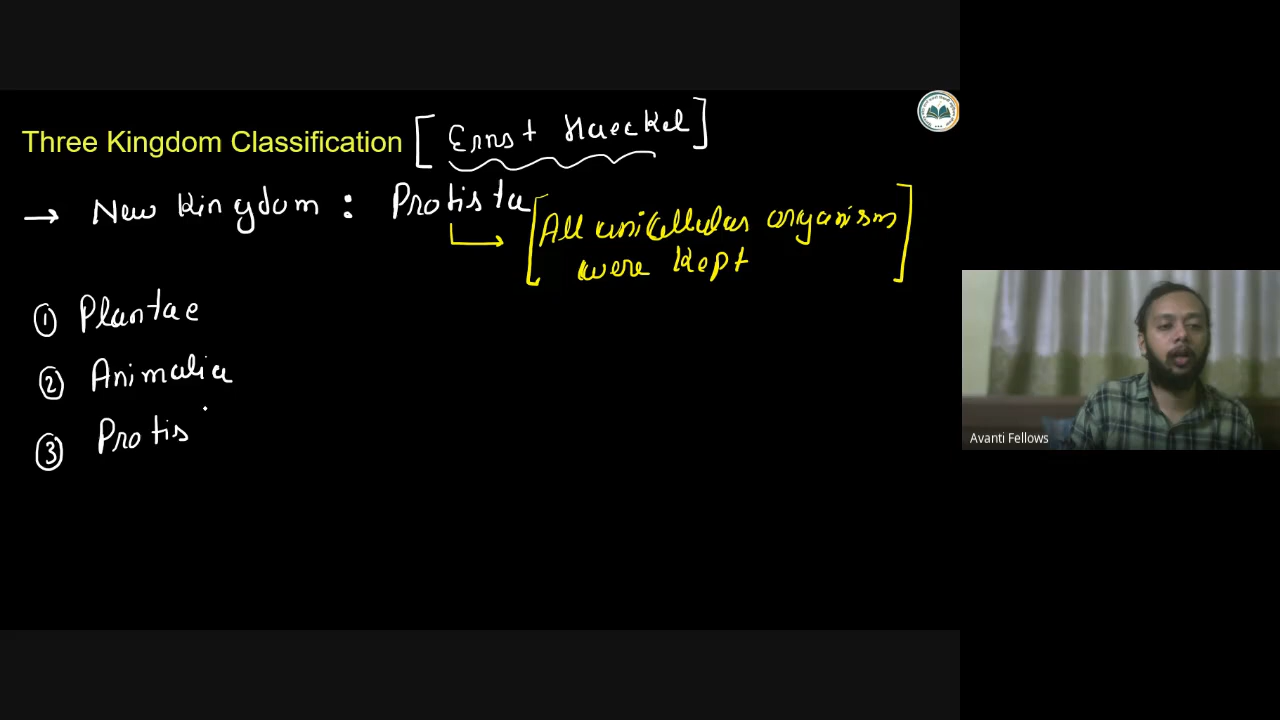 Three Kingdom Classification [Ernst Haeckel]
→ New Kingdom : Protista
[All unicellular organism
were kept]
① Plantae
② Animalia
③ Protis
Avanti Fellows